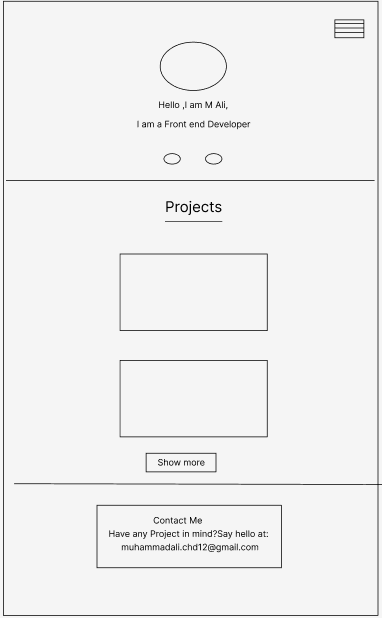 Hello ,I am M Ali,
I am a Front end Developer
Projects
Show more
Contact Me
Have any Project in mind?Say hello at:
muhammadali.chd12@gmail.com